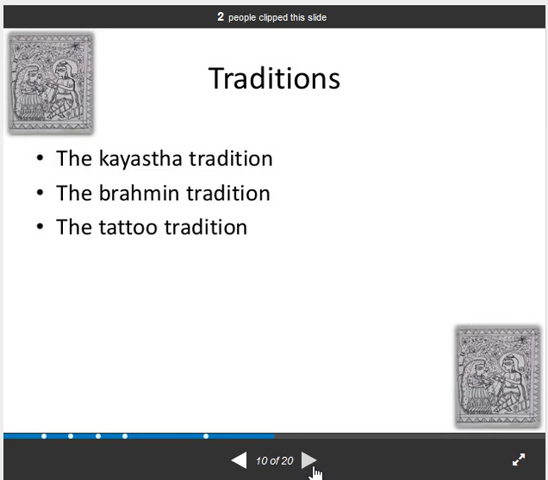 2 people clipped this slide
Traditions
• The kayastha tradition
• The brahmin tradition
• The tattoo tradition
10 of 20